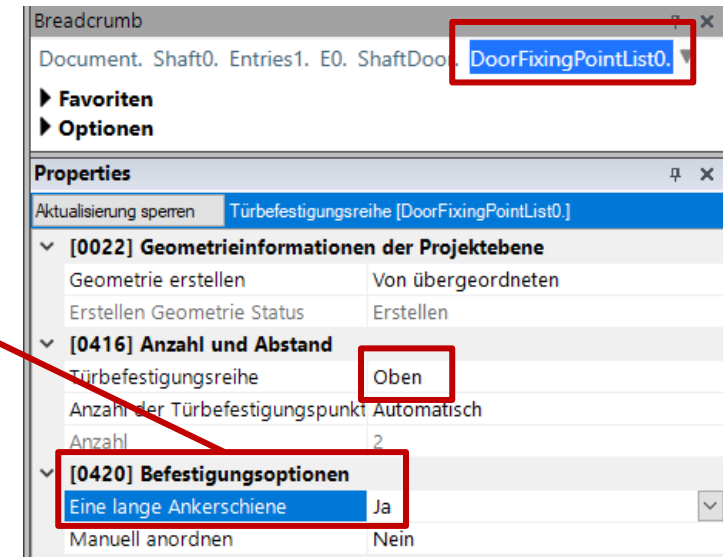 Breadcrumb
Document. Shaft0. Entries1. E0. ShaftDoor. DoorFixingPointList0.
Favoriten
Optionen
Properties
Aktualisierung sperren Türbefestigungsreihe [DoorFixingPointList0.]
[0022] Geometrieinformationen der Projektebene
Geometrie erstellen Von übergeordneten
Erstellen Geometrie Status Erstellen
[0416] Anzahl und Abstand
Türbefestigungsreihe Oben
Anzahl der Türbefestigungspunkt Automatisch
Anzahl 2
[0420] Befestigungsoptionen
Eine lange Ankerschiene Ja
Manuell anordnen Nein